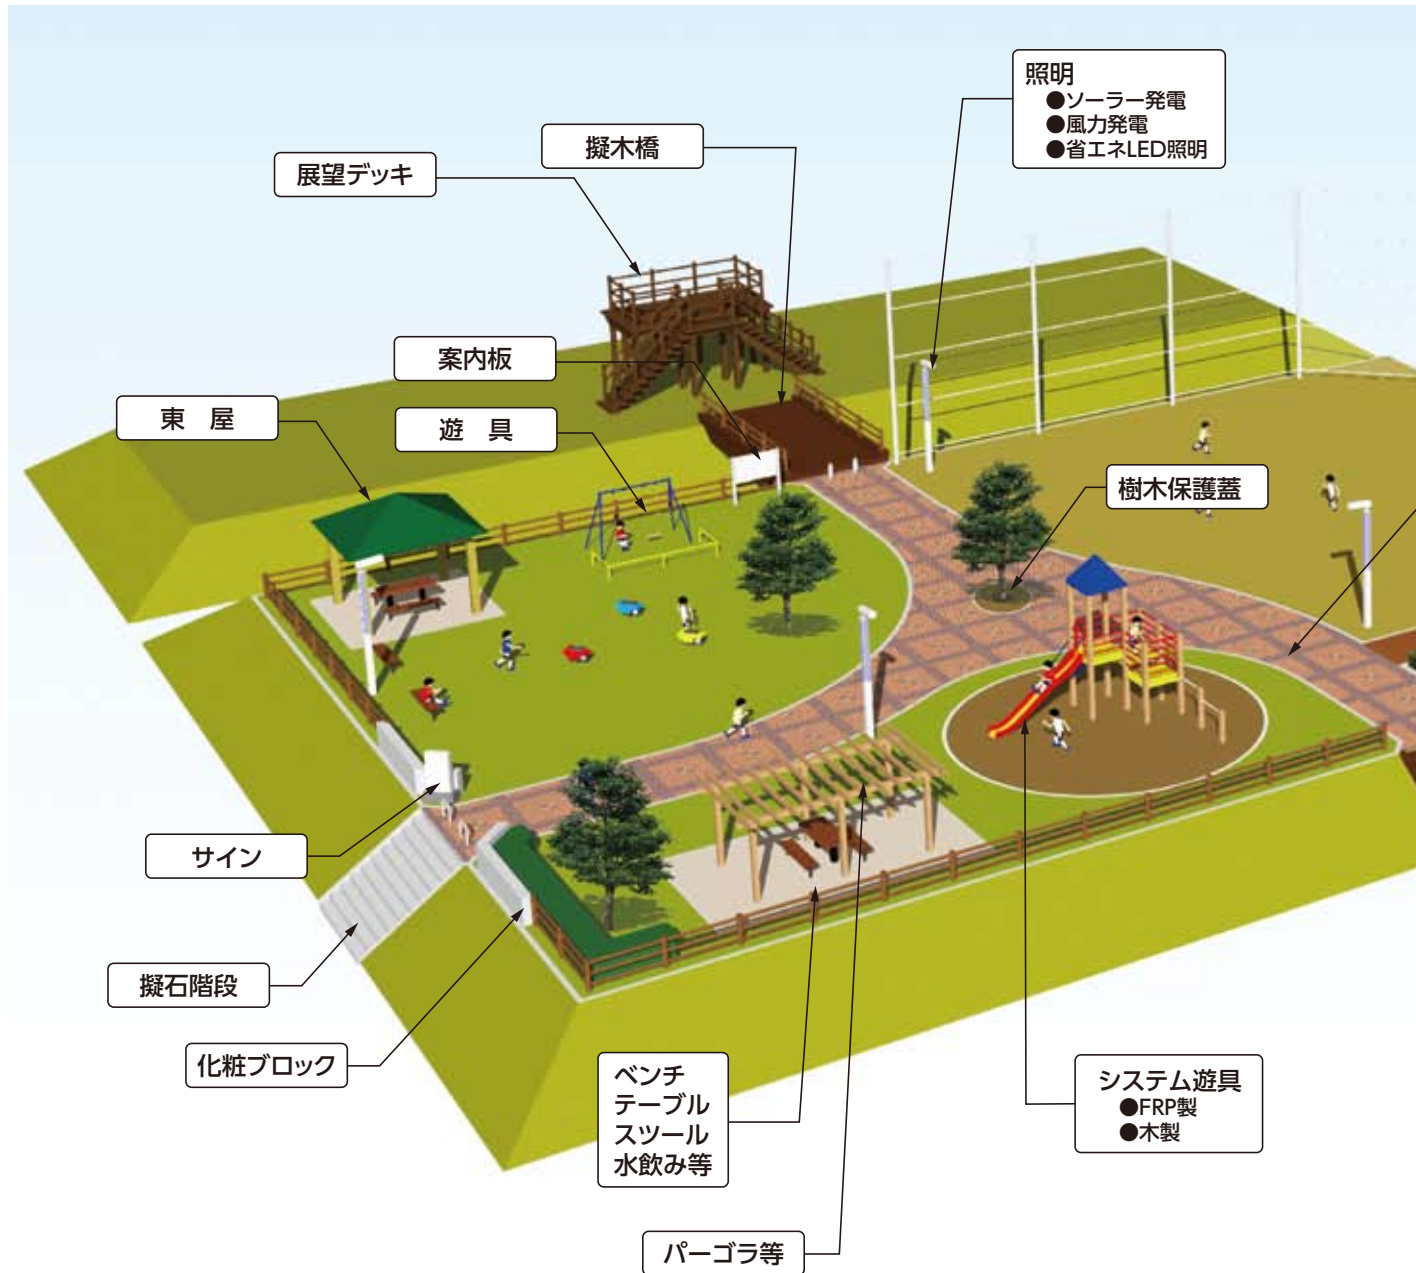 照明
●ソーラー発電
●風力発電
●省エネLED照明
擬木橋
展望デッキ
案内板
東　屋
遊　具
樹木保護蓋
サイン
擬石階段
化粧ブロック
ベンチ
テーブル
スツール
水飲み等
システム遊具
●FRP製
●木製
パーゴラ等